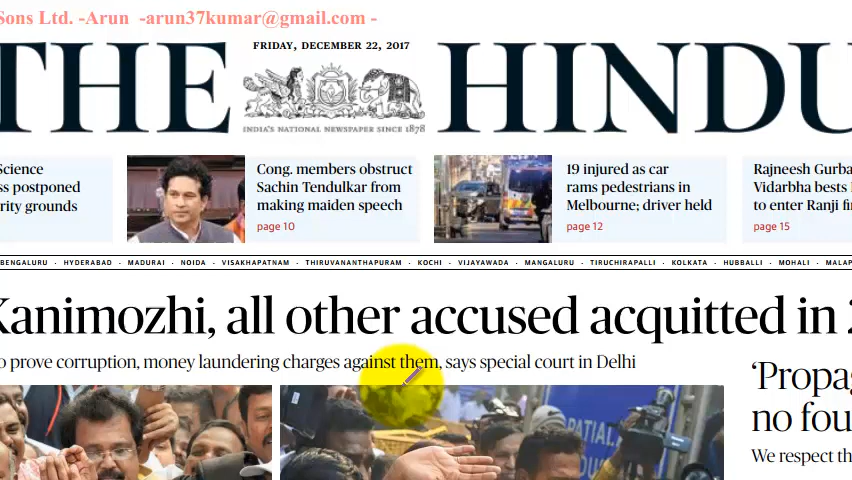 Sons Ltd. -Arun -arun37kumar@gmail.com -
FRIDAY, DECEMBER 22, 2017
THE HINDU
INDIA'S NATIONAL NEWSPAPER SINCE 1878
Science
ss postponed
rity grounds
Cong. members obstruct
Sachin Tendulkar from
making maiden speech
page 10
19 injured as car
rams pedestrians in
Melbourne; driver held
page 12
Rajneesh Gurba
Vidarbha bests
to enter Ranji fi
page 15
BENGALURU · HYDERABAD · MADURAI · NOIDA · VISAKHAPATNAM · THIRUVANANTHAPURAM · KOCHI · VIJAYAWADA · MANGALURU · TIRUCHIRAPALLI · KOLKATA · HUBBALLI · MOHALI · MALAP
Kanimozhi, all other accused acquitted in 2
o prove corruption, money laundering charges against them, says special court in Delhi
'Propag
no fou
We respect th
PATIALA